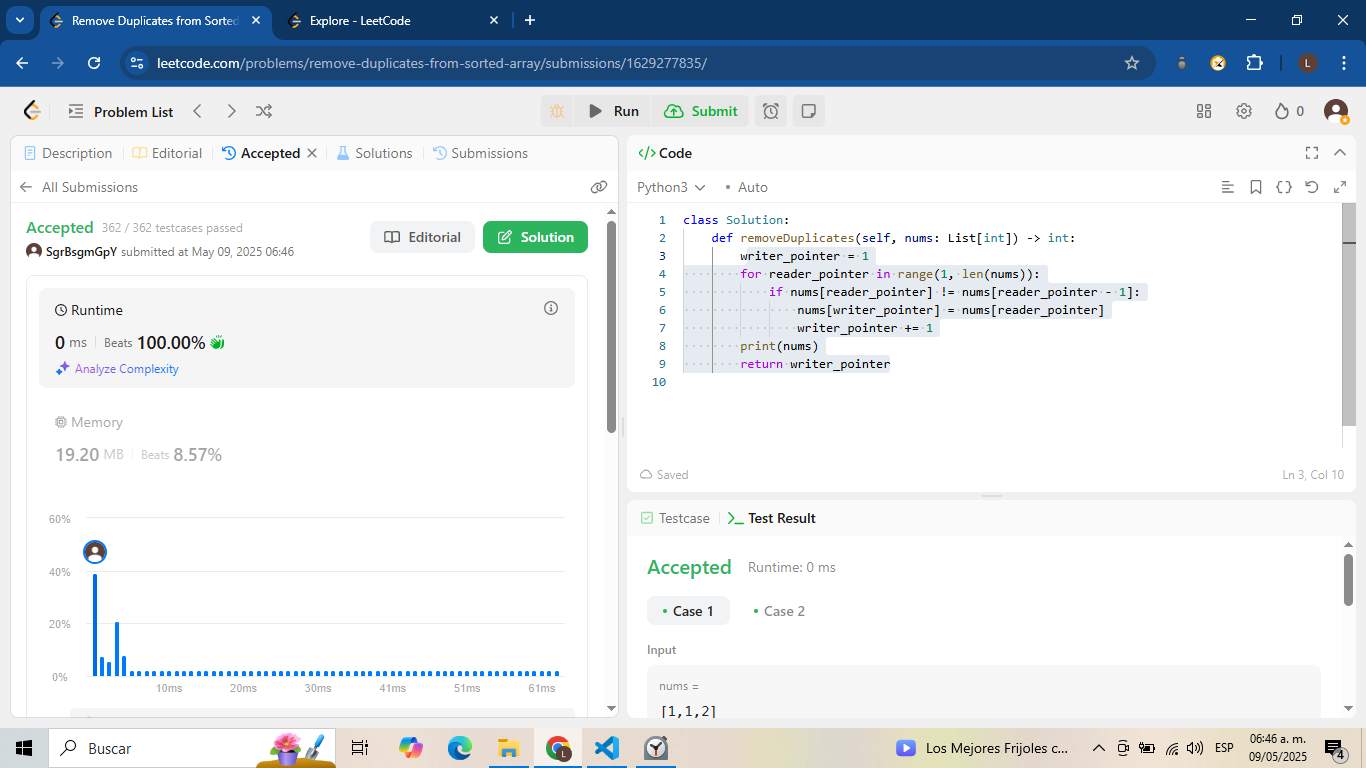 Remove Duplicates from Sorted
Explore - LeetCode
leetcode.com/problems/remove-duplicates-from-sorted-array/submissions/1629277835/
L
Problem List
Run
Submit
0
Description
Editorial
Accepted
Solutions
Submissions
All Submissions
Accepted
362 / 362 testcases passed
SgrBsgmGpY submitted at May 09, 2025 06:46
Editorial
Solution
Runtime
0 ms
Beats 100.00%
Analyze Complexity
Memory
19.20 MB
Beats 8.57%
60%
40%
20%
0%
10ms
20ms
30ms
41ms
51ms
61ms
</> Code
Python3
Auto
1 class Solution:
2 def removeDuplicates(self, nums: List[int]) -> int:
3 writer_pointer = 1
4 for reader_pointer in range(1, len(nums)):
5 if nums[reader_pointer] != nums[reader_pointer - 1]:
6 nums[writer_pointer] = nums[reader_pointer]
7 writer_pointer += 1
8 print(nums)
9 return writer_pointer
10
Saved
Ln 3, Col 10
Testcase
Test Result
Accepted
Runtime: 0 ms
Case 1
Case 2
Input
nums =
[1,1,2]
Buscar
L
Los Mejores Frijoles c...
ESP
06:46 a. m.
09/05/2025
4